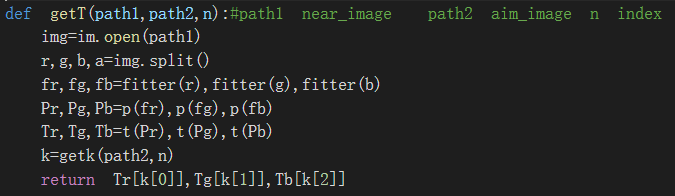 def getT(path1,path2,n):#path1 near_image path2 aim_image n index
img=im.open(path1)
r,g,b,a=img.split()
fr,fg,fb=fitter(r),fitter(g),fitter(b)
Pr,Pg,Pb=p(fr),p(fg),p(fb)
Tr,Tg,Tb=t(Pr),t(Pg),t(Pb)
k=getk(path2,n)
return Tr[k[0]],Tg[k[1]],Tb[k[2]]